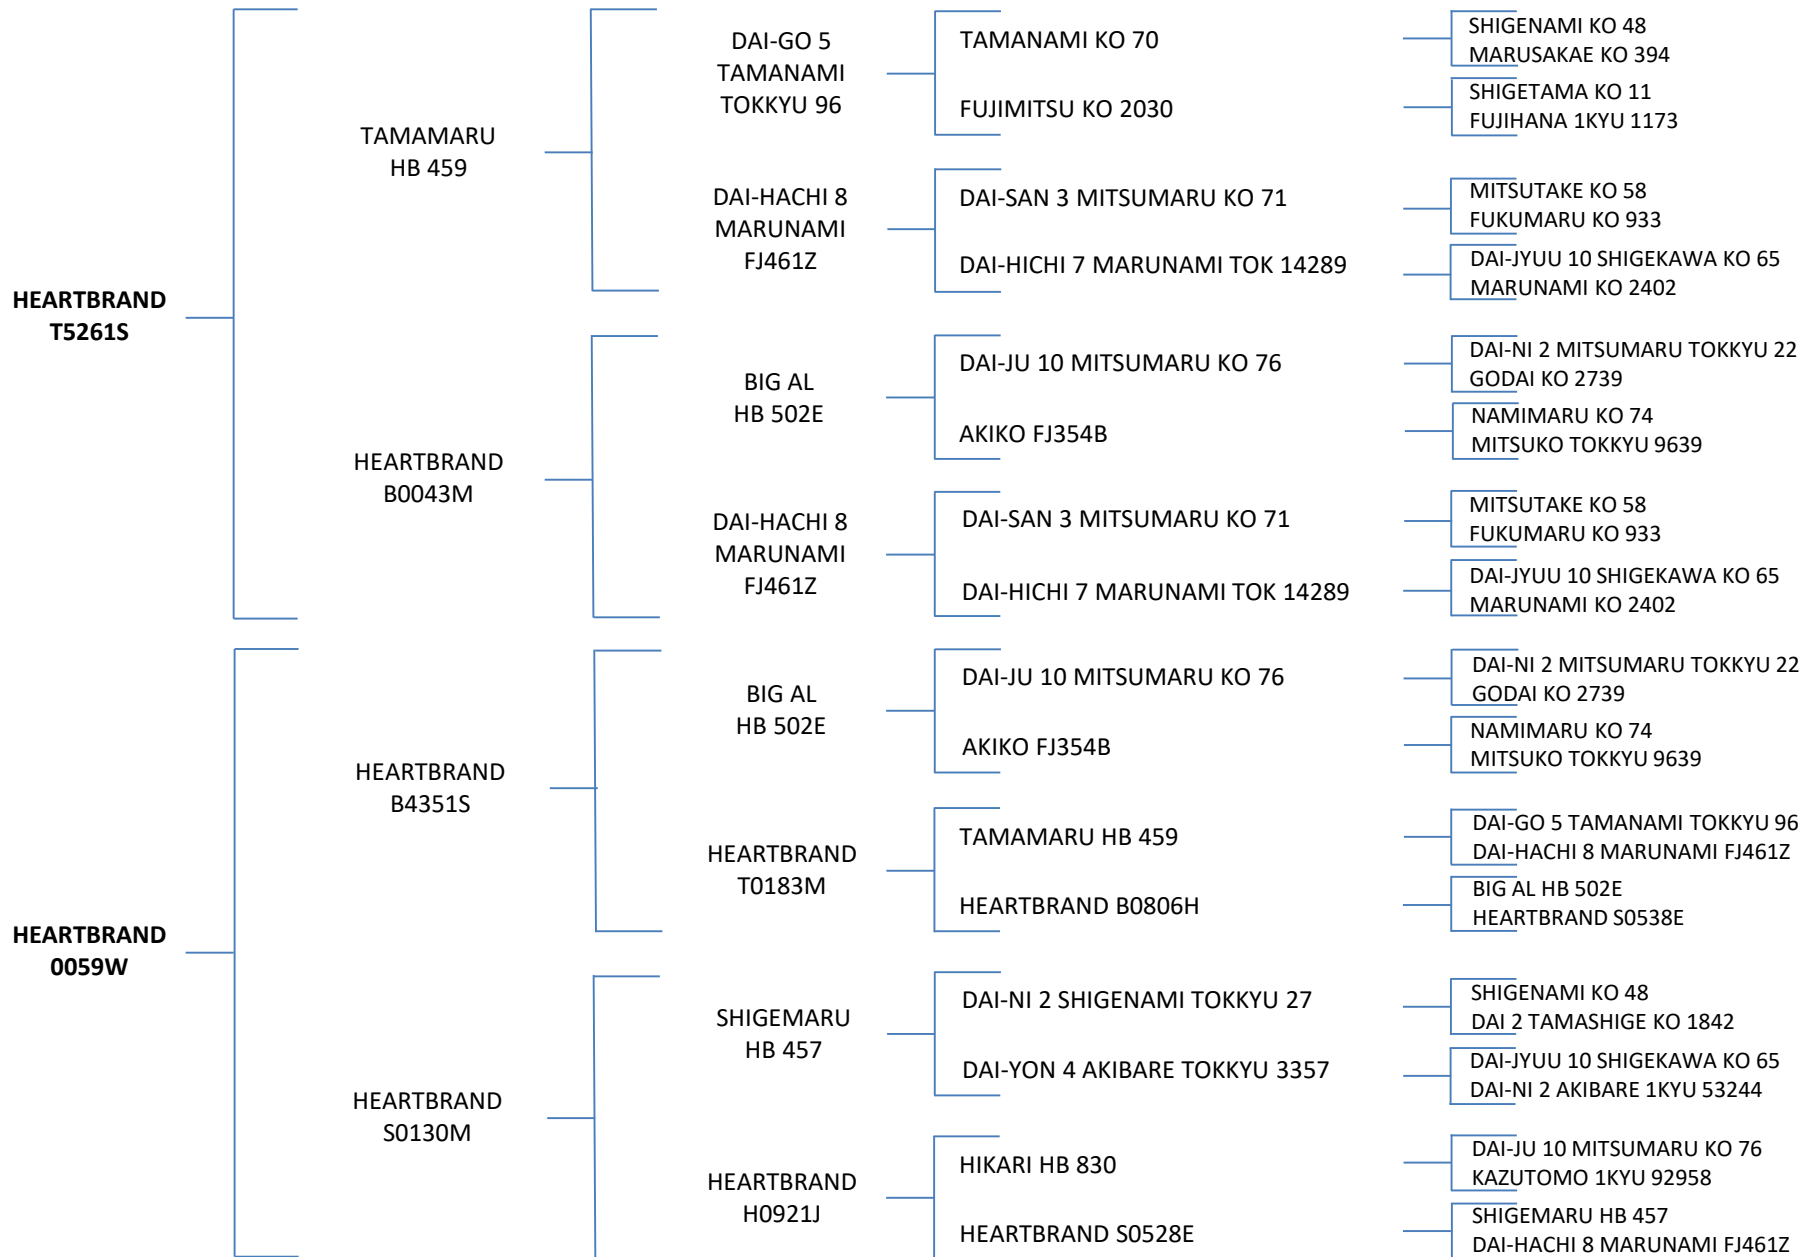 HEARTBRAND
T5261S
TAMAMARU
HB 459
DAI-GO 5
TAMANAMI
TOKKYU 96
TAMANAMI KO 70
SHIGENAMI KO 48
MARUSAKAE KO 394
FUJIMITSU KO 2030
SHIGETAMA KO 11
FUJIHANA 1KYU 1173
DAI-HACHI 8
MARUNAMI
FJ461Z
DAI-SAN 3 MITSUMARU KO 71
MITSUTAKE KO 58
FUKUMARU KO 933
DAI-HICHI 7 MARUNAMI TOK 14289
DAI-JYUU 10 SHIGEKAWA KO 65
MARUNAMI KO 2402
HEARTBRAND
B0043M
BIG AL
HB 502E
DAI-JU 10 MITSUMARU KO 76
DAI-NI 2 MITSUMARU TOKKYU 22
GODAI KO 2739
AKIKO FJ354B
NAMIMARU KO 74
MITSUKO TOKKYU 9639
DAI-HACHI 8
MARUNAMI
FJ461Z
DAI-SAN 3 MITSUMARU KO 71
MITSUTAKE KO 58
FUKUMARU KO 933
DAI-HICHI 7 MARUNAMI TOK 14289
DAI-JYUU 10 SHIGEKAWA KO 65
MARUNAMI KO 2402
HEARTBRAND
0059W
HEARTBRAND
B4351S
BIG AL
HB 502E
DAI-JU 10 MITSUMARU KO 76
DAI-NI 2 MITSUMARU TOKKYU 22
GODAI KO 2739
AKIKO FJ354B
NAMIMARU KO 74
MITSUKO TOKKYU 9639
HEARTBRAND
T0183M
TAMAMARU HB 459
DAI-GO 5 TAMANAMI TOKKYU 96
DAI-HACHI 8 MARUNAMI FJ461Z
HEARTBRAND B0806H
BIG AL HB 502E
HEARTBRAND S0538E
HEARTBRAND
S0130M
SHIGEMARU
HB 457
DAI-NI 2 SHIGENAMI TOKKYU 27
SHIGENAMI KO 48
DAI 2 TAMASHIGE KO 1842
DAI-YON 4 AKIBARE TOKKYU 3357
DAI-JYUU 10 SHIGEKAWA KO 65
DAI-NI 2 AKIBARE 1KYU 53244
HEARTBRAND
H0921J
HIKARI HB 830
DAI-JU 10 MITSUMARU KO 76
KAZUTOMO 1KYU 92958
HEARTBRAND S0528E
SHIGEMARU HB 457
DAI-HACHI 8 MARUNAMI FJ461Z